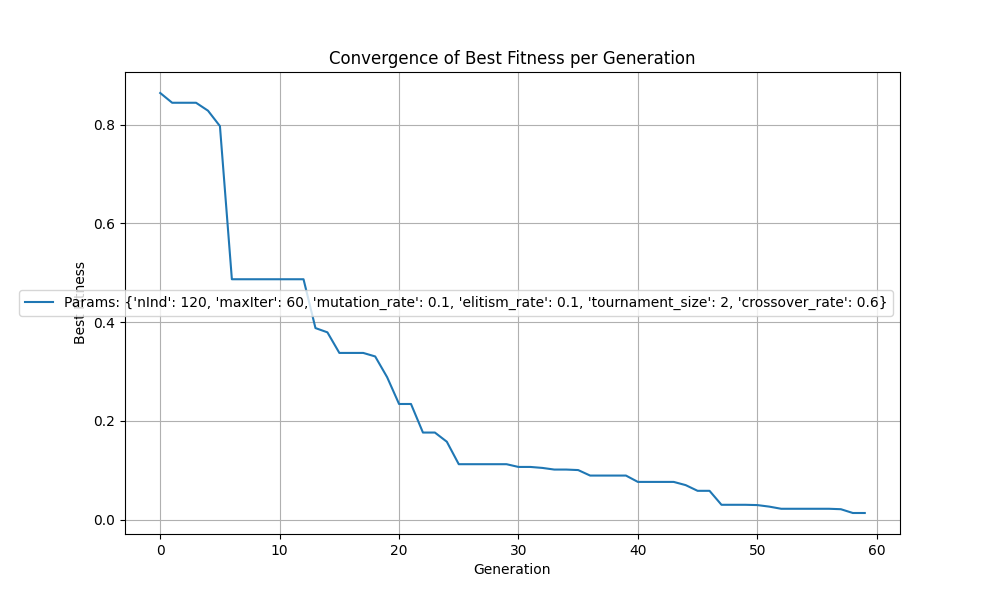 Convergence of Best Fitness per Generation
0.8
0.6
0.4
0.2
0.0
Best
Params: {'nInd': 120, 'maxIter': 60, 'mutation_rate': 0.1, 'elitism_rate': 0.1, 'tournament_size': 2, 'crossover_rate': 0.6}
0 10 20 30 40 50 60
Generation